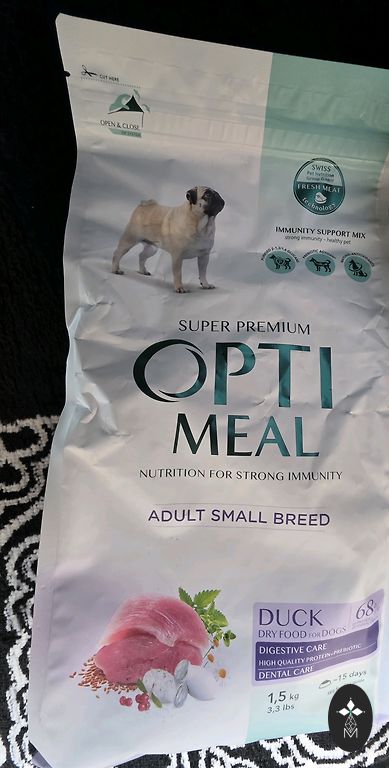 CUT HERE
OPEN & CLOSE
SWISS
FRESH MEAT
technology
IMMUNITY SUPPORT MIX
strong immunity - healthy pet
SUPER PREMIUM
OPTI
MEAL
NUTRITION FOR STRONG IMMUNITY
ADULT SMALL BREED
DUCK 68
DRY FOOD FOR DOGS
DIGESTIVE CARE
HIGH QUALITY PROTEIN+PREBIOTIC
DENTAL CARE
1,5 kg ~15 days
3,3 lbs
M